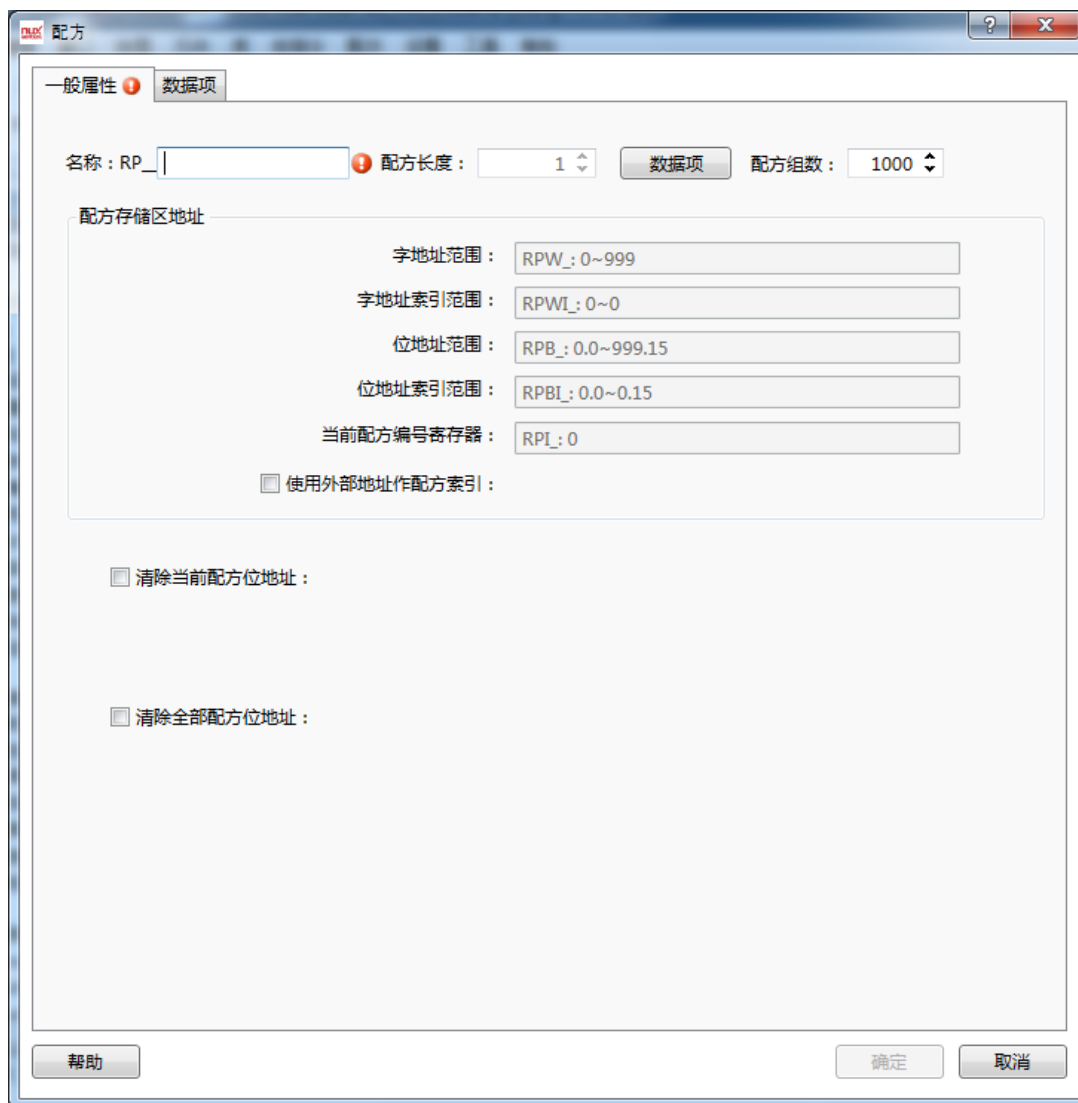 配方
一般属性 数据项
名称：RP_ 配方长度： 1 数据项 配方组数： 1000
配方存储区地址
字地址范围： RPW_: 0~999
字地址索引范围： RPWI_: 0~0
位地址范围： RPB_: 0.0~999.15
位地址索引范围： RPBI_: 0.0~0.15
当前配方编号寄存器： RPI_: 0
使用外部地址作配方索引：
清除当前配方位地址：
清除全部配方位地址：
帮助 确定 取消